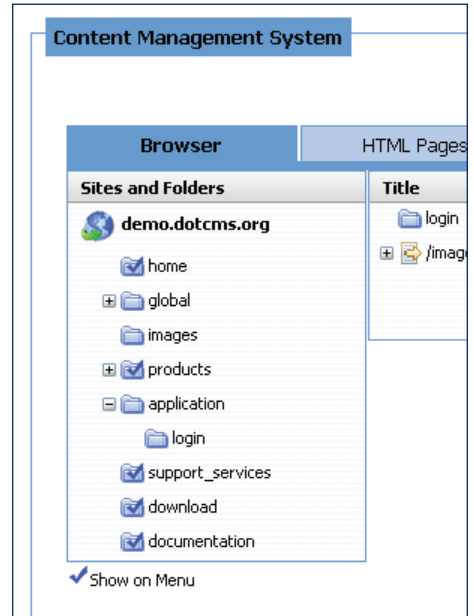 Content Management System
Browser
HTML Pages
Sites and Folders
Title
demo.dotcms.org
login
home
/imag
global
images
products
application
login
support_services
download
documentation
Show on Menu